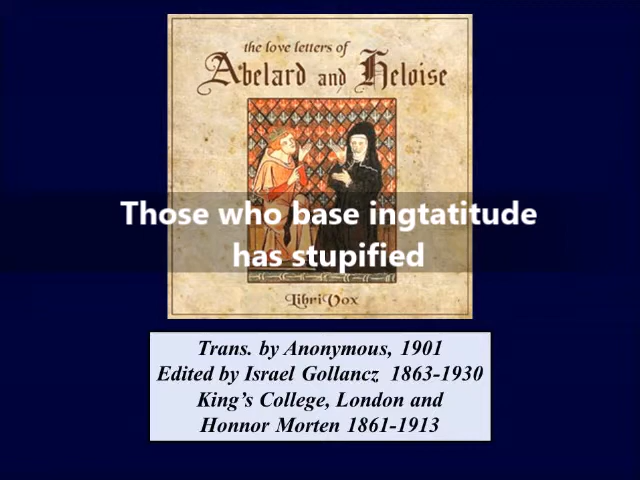 the love letters of
Abelard and Heloise
Those who base ingtatitude
has stupified
LibriVox
Trans. by Anonymous, 1901
Edited by Israel Gollancz 1863-1930
King's College, London and
Honnor Morten 1861-1913